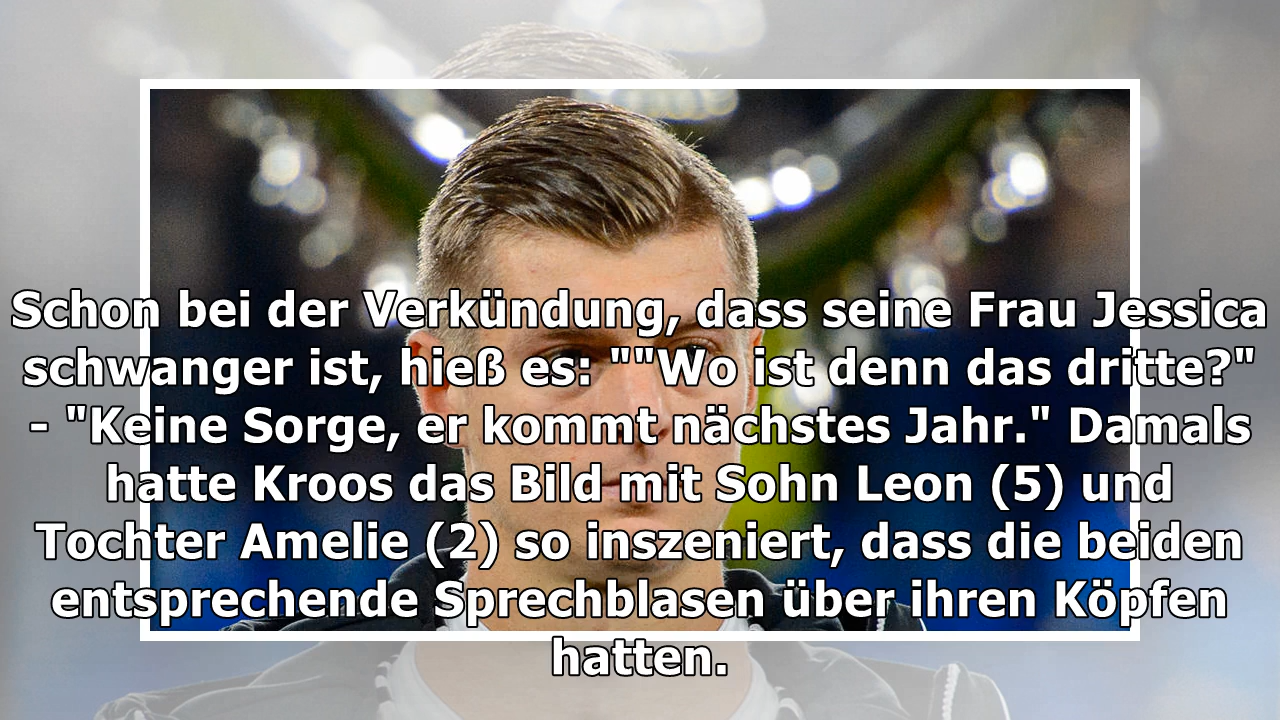 Schon bei der Verkündung, dass seine Frau Jessica
schwanger ist, hieß es: ""Wo ist denn das dritte?"
- "Keine Sorge, er kommt nächstes Jahr." Damals
hatte Kroos das Bild mit Sohn Leon (5) und
Tochter Amelie (2) so inszeniert, dass die beiden
entsprechende Sprechblasen über ihren Köpfen
hatten.